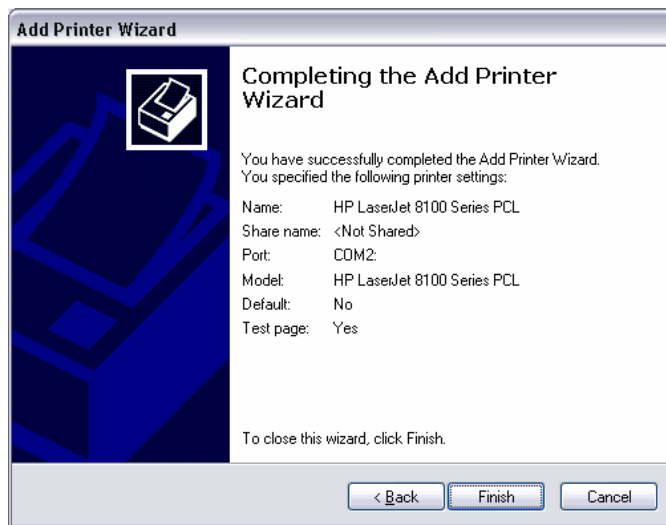 Add Printer Wizard
Completing the Add Printer
Wizard
You have successfully completed the Add Printer Wizard.
You specified the following printer settings:
Name: HP LaserJet 8100 Series PCL
Share name: <Not Shared>
Port: COM2:
Model: HP LaserJet 8100 Series PCL
Default: No
Test page: Yes
To close this wizard, click Finish.
< Back Finish Cancel